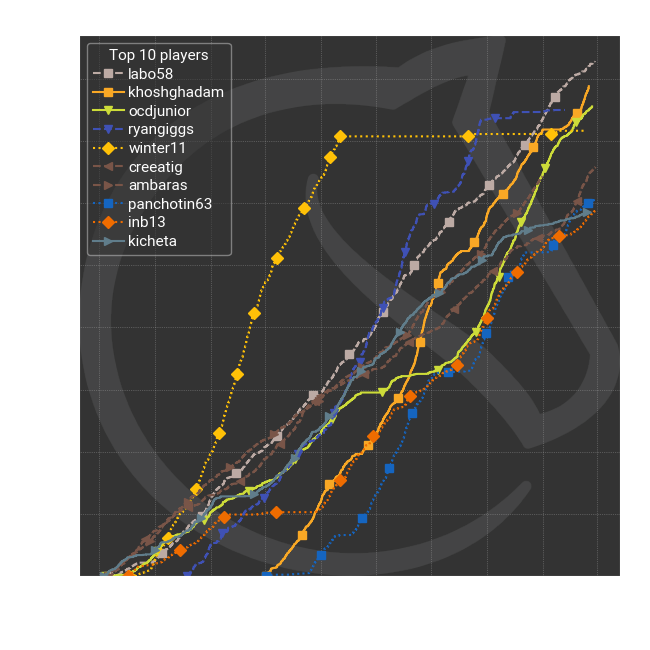 Top 10 players
labo58
khoshghadam
ocdjunior
ryangiggs
winter11
creeatig
ambaras
panchotin63
inb13
kicheta